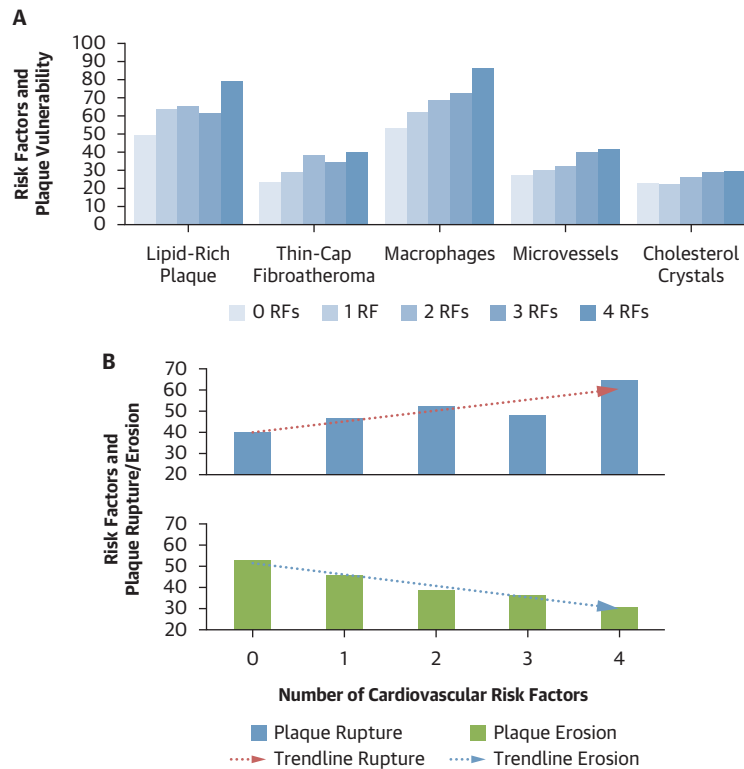 A
Risk Factors and
Plaque Vulnerability
100
90
80
70
60
50
40
30
20
10
0
Lipid-Rich
Plaque
Thin-Cap
Fibroatheroma
Macrophages
Microvessels
Cholesterol
Crystals
0 RFs
1 RF
2 RFs
3 RFs
4 RFs
B
Risk Factors and
Plaque Rupture/Erosion
70
60
50
40
30
20
70
60
50
40
30
20
0
1
2
3
4
Number of Cardiovascular Risk Factors
Plaque Rupture
Plaque Erosion
Trendline Rupture
Trendline Erosion